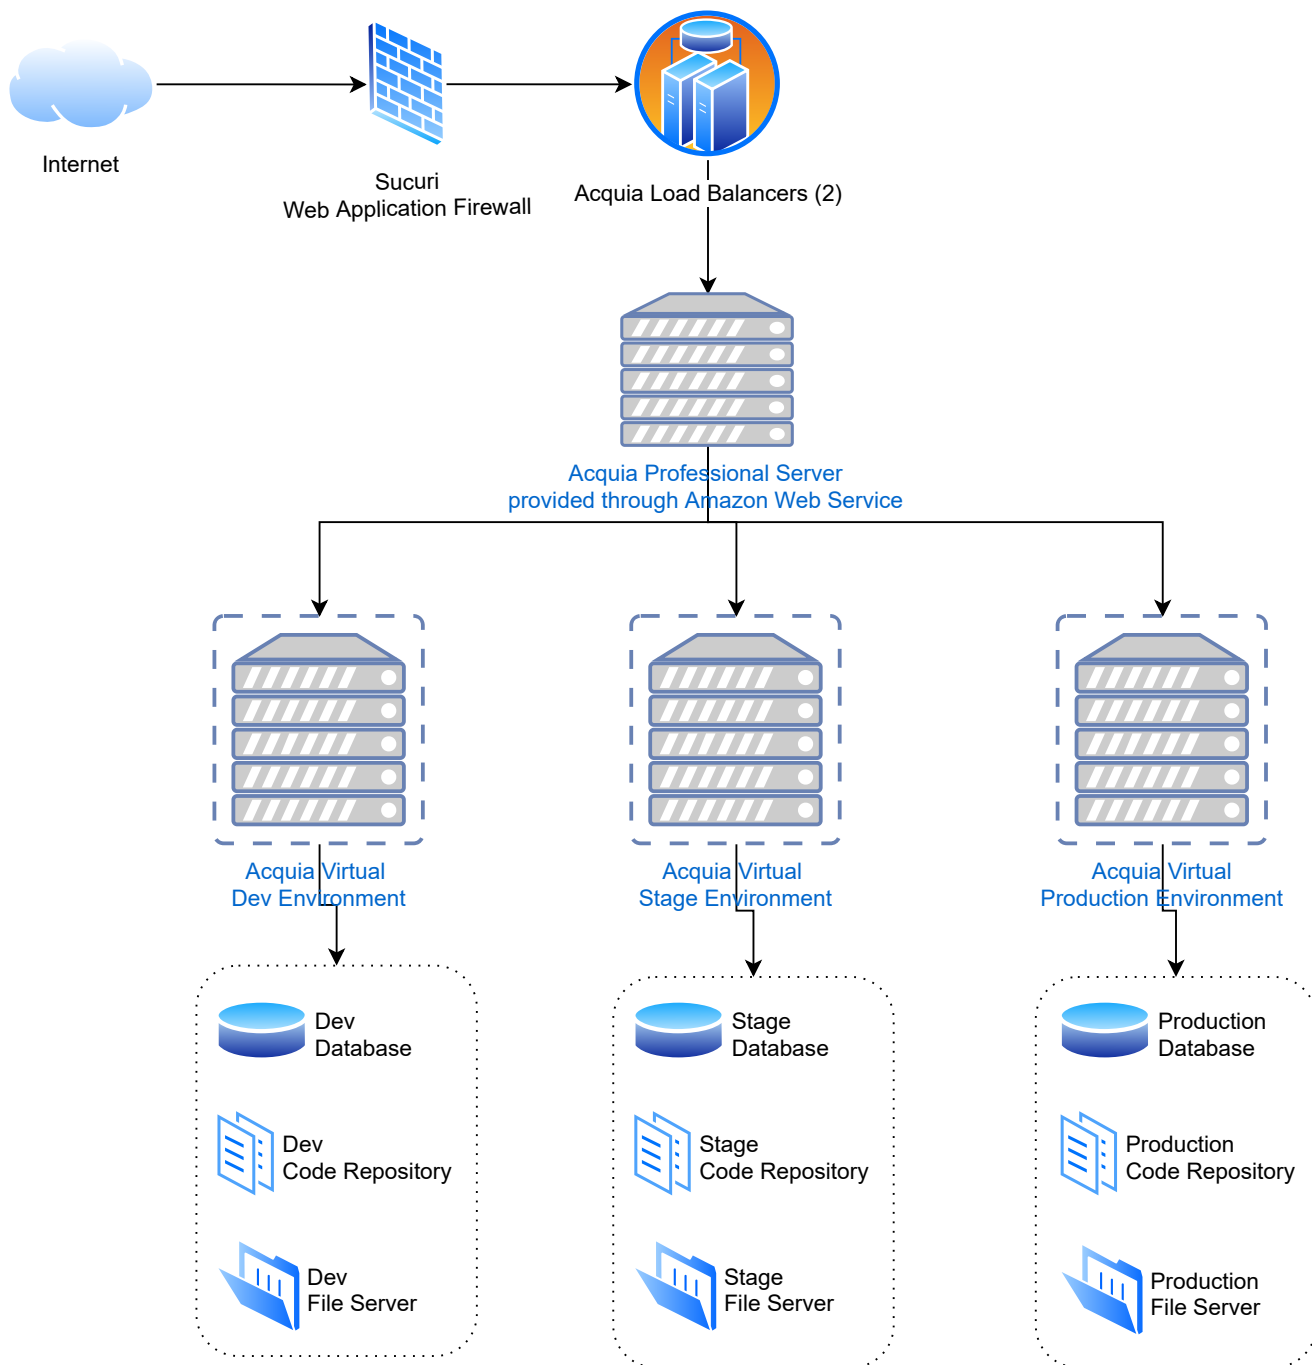 Internet
Sucuri
Web Application Firewall
Acquia Load Balancers (2)
Acquia Professional Server
provided through Amazon Web Service
Acquia Virtual
Dev Environment
Acquia Virtual
Stage Environment
Acquia Virtual
Production Environment
Dev
Database
Dev
Code Repository
Dev
File Server
Stage
Database
Stage
Code Repository
Stage
File Server
Production
Database
Production
Code Repository
Production
File Server